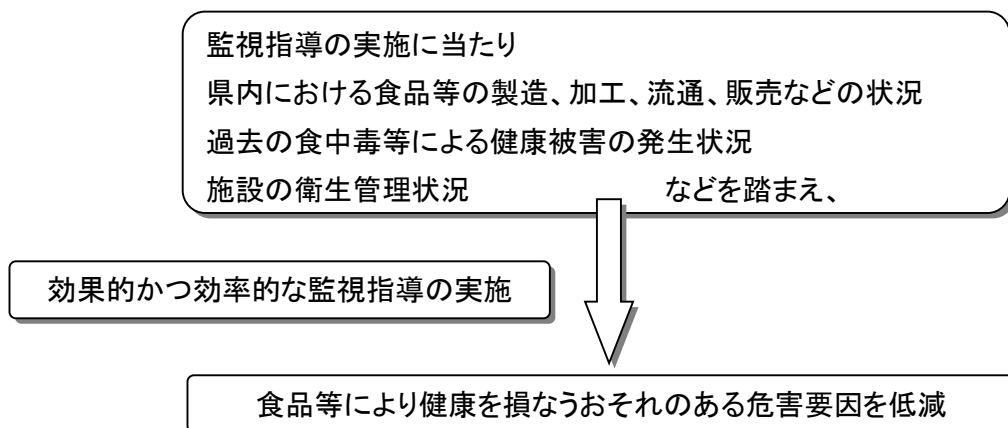 監視指導の実施に当たり
県内における食品等の製造、加工、流通、販売などの状況
過去の食中毒等による健康被害の発生状況
施設の衛生管理状況　　　　　　などを踏まえ、
効果的かつ効率的な監視指導の実施
食品等により健康を損なうおそれのある危害要因を低減